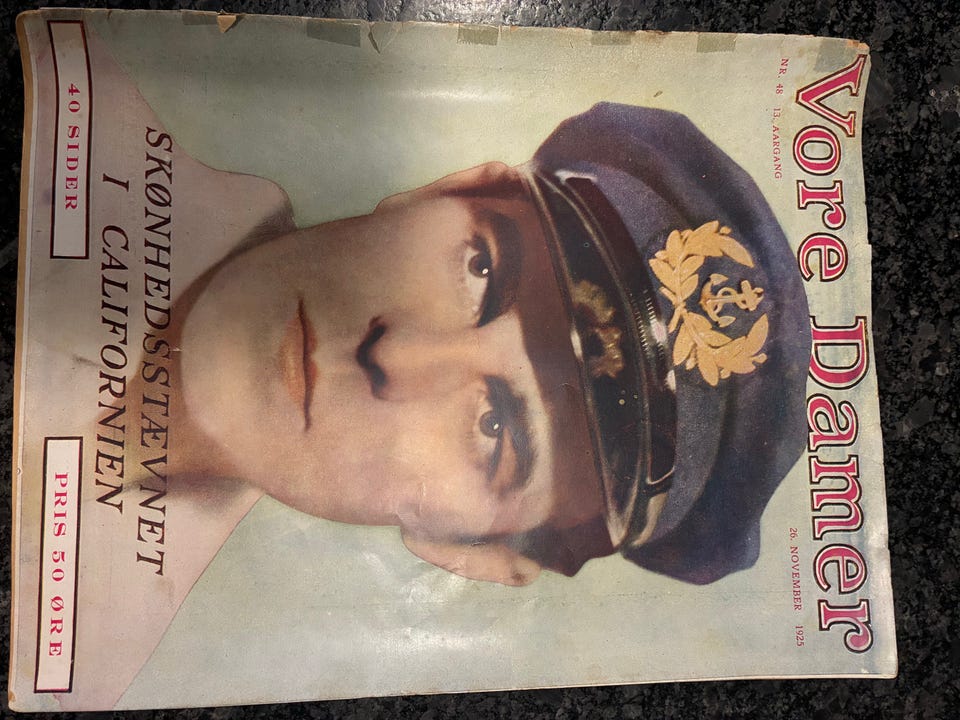 Vore Damer
NR. 48 13. AARGANG
26. NOVEMBER 1925
SKØNHEDSSTÆVNET
I CALIFORNIEN
40 SIDER
PRIS 50 ØRE